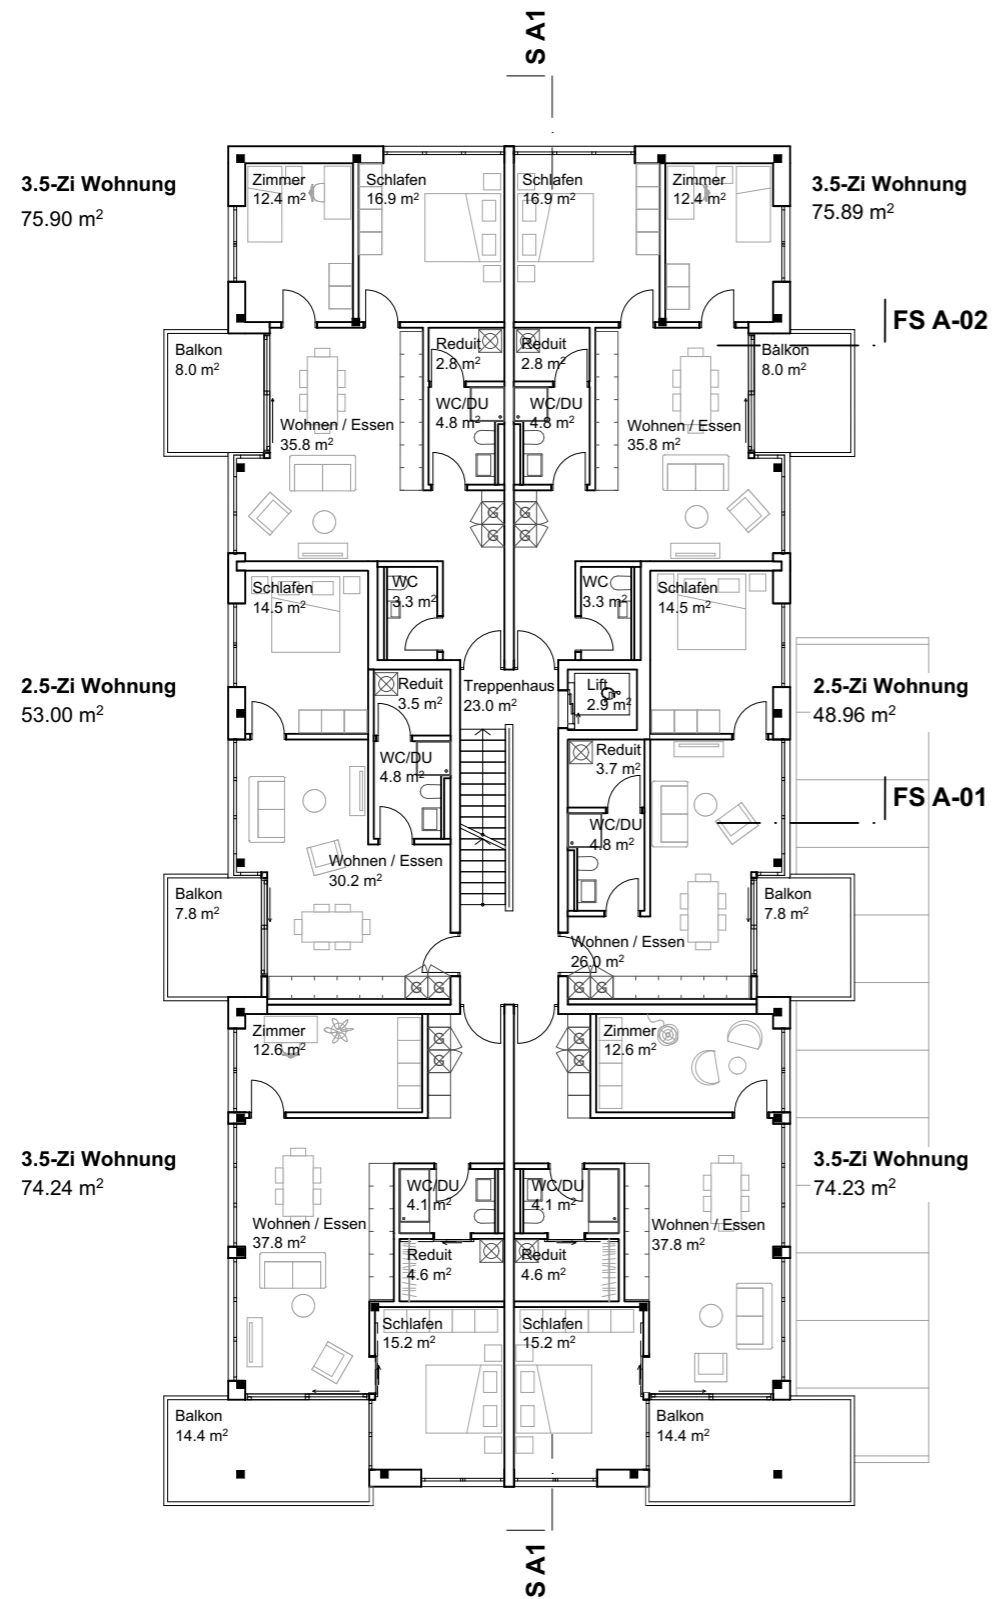 S A1
3.5-Zi Wohnung
75.90 m²
Zimmer
12.4 m²
Schlafen
16.9 m²
Schlafen
16.9 m²
Zimmer
12.4 m²
3.5-Zi Wohnung
75.89 m²
FS A-02
Balkon
8.0 m²
Reduit
2.8 m²
Reduit
2.8 m²
Balkon
8.0 m²
WC/DU
4.8 m²
WC/DU
4.8 m²
Wohnen / Essen
35.8 m²
Wohnen / Essen
35.8 m²
G
G
G
G
Schlafen
14.5 m²
WC
3.3 m²
WC
3.3 m²
Schlafen
14.5 m²
2.5-Zi Wohnung
53.00 m²
Reduit
3.5 m²
Treppenhaus
23.0 m²
Lift
2.9 m²
2.5-Zi Wohnung
48.96 m²
WC/DU
4.8 m²
Reduit
3.7 m²
FS A-01
WC/DU
4.8 m²
Wohnen / Essen
30.2 m²
Balkon
7.8 m²
Balkon
7.8 m²
Wohnen / Essen
26.0 m²
G G
G G
Zimmer
12.6 m²
G
G
G
G
Zimmer
12.6 m²
3.5-Zi Wohnung
74.24 m²
WC/DU
4.1 m²
WC/DU
4.1 m²
3.5-Zi Wohnung
74.23 m²
Wohnen / Essen
37.8 m²
Wohnen / Essen
37.8 m²
Reduit
4.6 m²
Reduit
4.6 m²
Schlafen
15.2 m²
Schlafen
15.2 m²
Balkon
14.4 m²
Balkon
14.4 m²
S A1